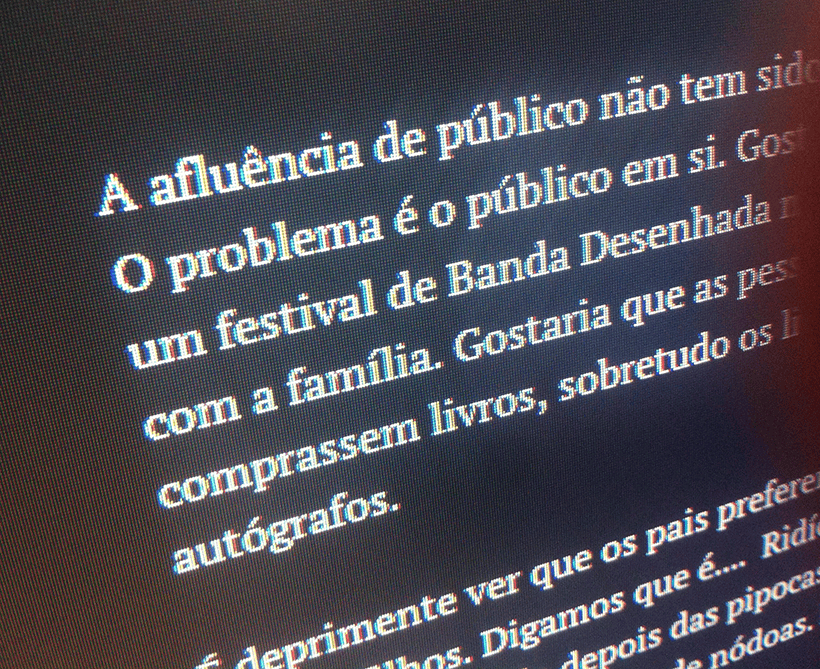 A afluência de público não tem sido
O problema é o público em si.
um festival de Banda Desenhada
com a família. Gostaria que as
comprassem livros, sobretudo os
autógrafos.
É deprimente ver que os pais
Digamos que é....
depois das pipocas
de nódoas.